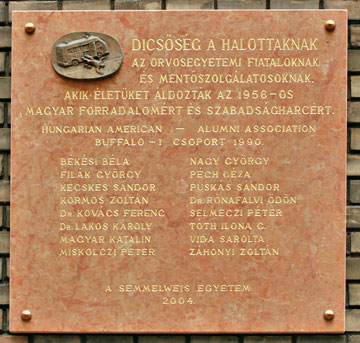 DICSŐSÉG A HALOTTAKNAK
AZ ORVOSEGYETEMI FIATALOKNAK
ÉS MENTŐSZOLGÁLATOSOKNAK,
AKIK ÉLETÜKET ÁLDOZTÁK AZ 1956-OS
MAGYAR FORRADALOMÉRT ÉS SZABADSÁGHARCÉRT.
HUNGARIAN AMERICAN – ALUMNI ASSOCIATION
BUFFALO-I CSOPORT 1990.
BÉKÉSI BÉLA
FILÁK GYÖRGY
KECSKÉS SÁNDOR
KORMOS ZOLTÁN
DR. KOVÁCS FERENC
DR. LAKOS KÁROLY
MAGYAR KATALIN
MISKOLCZI PÉTER
NAGY GYÖRGY
PECH GÉZA
PUSKÁS SÁNDOR
DR. RÓNAFALVI ÖDÖN
SELMECZI PÉTER
TÓTH ILONA G.
VIDA SAROLTA
ZÁHONYI ZOLTÁN
A SEMMELWEIS EGYETEM
2004.